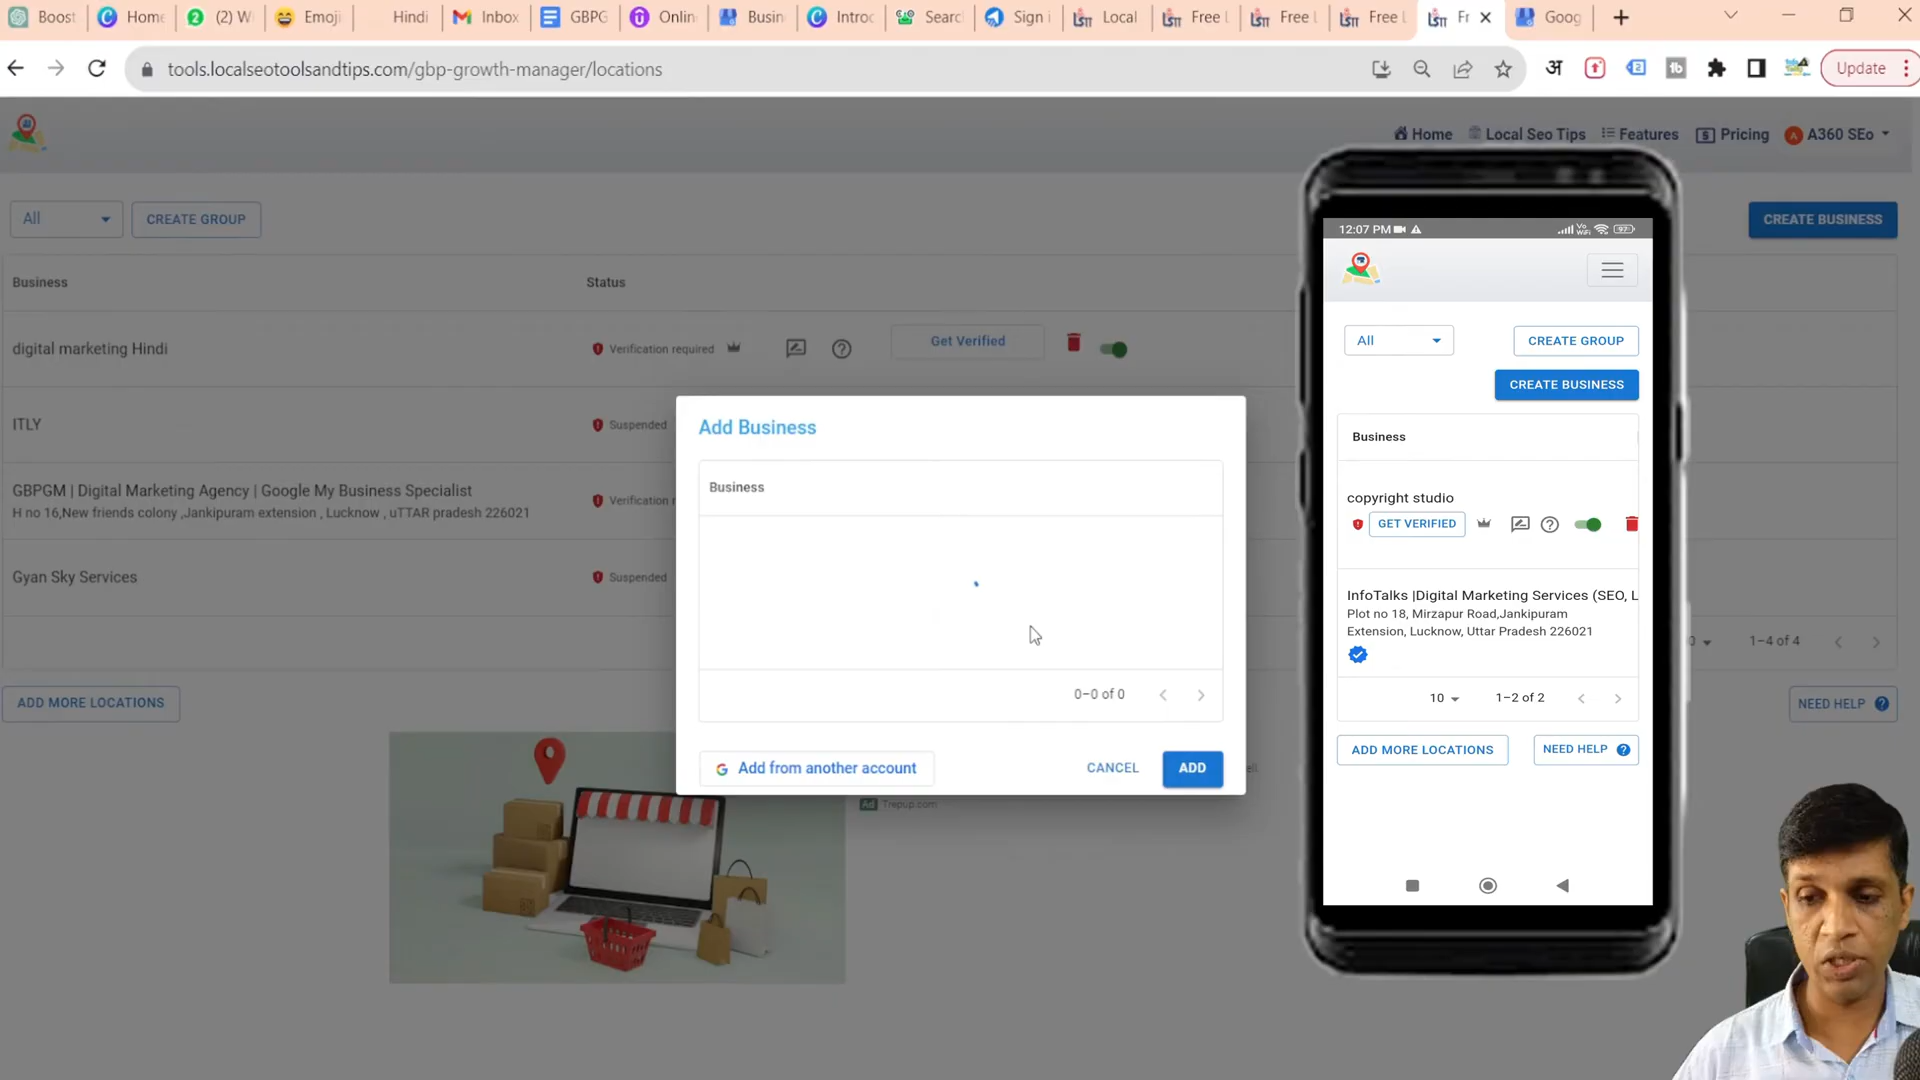 Boost
Home
(2) W
Emoji
Hindi
Inbox
GBPG
Onlin
Busin
Introc
Searc
Sign i
Local
Free L
Free L
Free L
Fr
Goog
tools.localseotoolsandtips.com/gbp-growth-manager/locations
अ
Update
Home
Local Seo Tips
Features
Pricing
A360 SEo
All
CREATE GROUP
CREATE BUSINESS
Business
Status
digital marketing Hindi
Verification required
Get Verified
ITLY
Suspended
GBPGM | Digital Marketing Agency | Google My Business Specialist
Verification r
H no 16,New friends colony ,Jankipuram extension , Lucknow , uTTAR pradesh 226021
Gyan Sky Services
Suspended
1-4 of 4
ADD MORE LOCATIONS
NEED HELP
Add Business
Business
0-0 of 0
Add from another account
CANCEL
ADD
Ad Trepup.com
12:07 PM
97
All
CREATE GROUP
CREATE BUSINESS
Business
copyright studio
GET VERIFIED
InfoTalks |Digital Marketing Services (SEO, L
Plot no 18, Mirzapur Road,Jankipuram
Extension, Lucknow, Uttar Pradesh 226021
10
1-2 of 2
ADD MORE LOCATIONS
NEED HELP